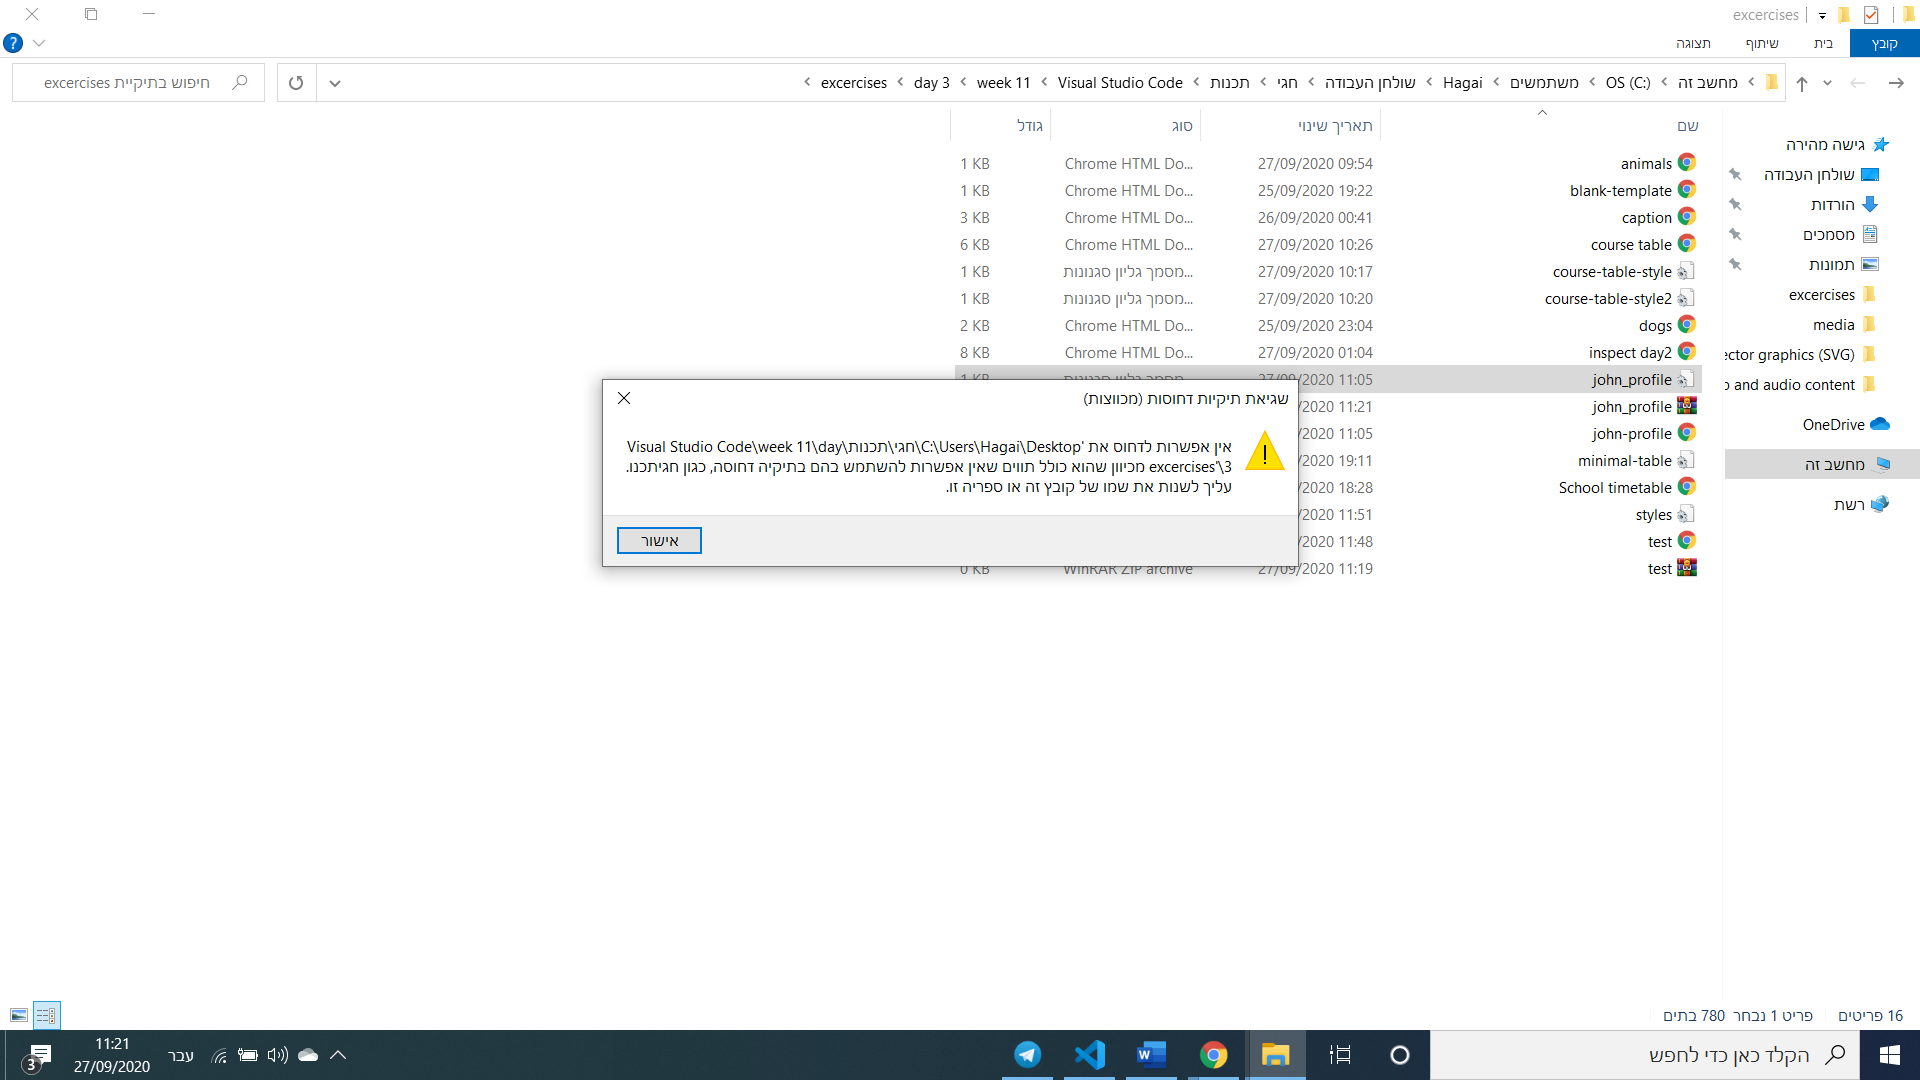 excercises
קובץ
בית
שיתוף
תצוגה
מחשב זה
OS (C:)
משתמשים
Hagai
שולחן העבודה
חגי
תכנות
Visual Studio Code
week 11
day 3
excercises
חיפוש בתיקיית excercises
שם
תאריך שינוי
סוג
גודל
animals 27/09/2020 09:54 Chrome HTML Do... 1 KB
blank-template 25/09/2020 19:22 Chrome HTML Do... 1 KB
caption 26/09/2020 00:41 Chrome HTML Do... 3 KB
course table 27/09/2020 10:26 Chrome HTML Do... 6 KB
course-table-style 27/09/2020 10:17 מסמך גליון סגנונות... 1 KB
course-table-style2 27/09/2020 10:20 מסמך גליון סגנונות... 1 KB
dogs 25/09/2020 23:04 Chrome HTML Do... 2 KB
inspect day2 27/09/2020 01:04 Chrome HTML Do... 8 KB
john_profile 27/09/2020 11:05 מסמך גליון סגנונות... 1 KB
john_profile 11:21
john-profile 11:05
minimal-table 19:11
School timetable 18:28
styles 11:51
test 11:48
test 27/09/2020 11:19 WinRAR ZIP archive 0 KB
גישה מהירה
שולחן העבודה
הורדות
מסמכים
תמונות
excercises
media
ector graphics (SVG)
o and audio content
OneDrive
מחשב זה
רשת
שגיאת תיקיות דחוסות (מכווצות)
אין אפשרות לדחוס את 'C:\Users\Hagai\Desktop\חגי\תכנות\Visual Studio Code\week 11\day
3\excercises' מכיוון שהוא כולל תווים שאין אפשרות להשתמש בהם בתיקיה דחוסה, כגון חגיתכנו.
עליך לשנות את שמו של קובץ זה או ספריה זו.
אישור
16 פריטים
פריט 1 נבחר 780 בתים
הקלד כאן כדי לחפש
עבר
11:21
27/09/2020
3